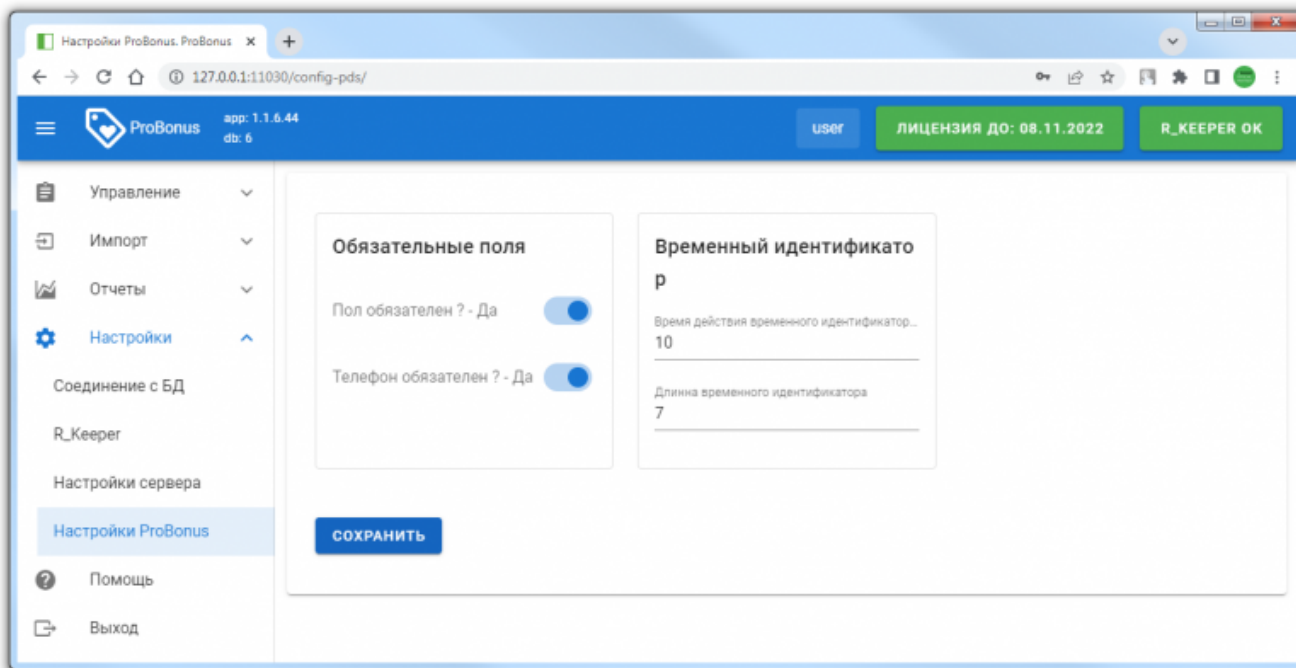 Настройки ProBonus. ProBonus
127.0.0.1:11030/config-pds/
ProBonus
app: 1.1.6.44
db: 6
user
ЛИЦЕНЗИЯ ДО: 08.11.2022
R_KEEPER OK
Управление
Импорт
Отчеты
Настройки
Соединение с БД
R_Keeper
Настройки сервера
Настройки ProBonus
Помощь
Выход
Обязательные поля
Пол обязателен ? - Да
Телефон обязателен ? - Да
Временный идентификато
р
Время действия временного идентификатор...
10
Длинна временного идентификатора
7
СОХРАНИТЬ